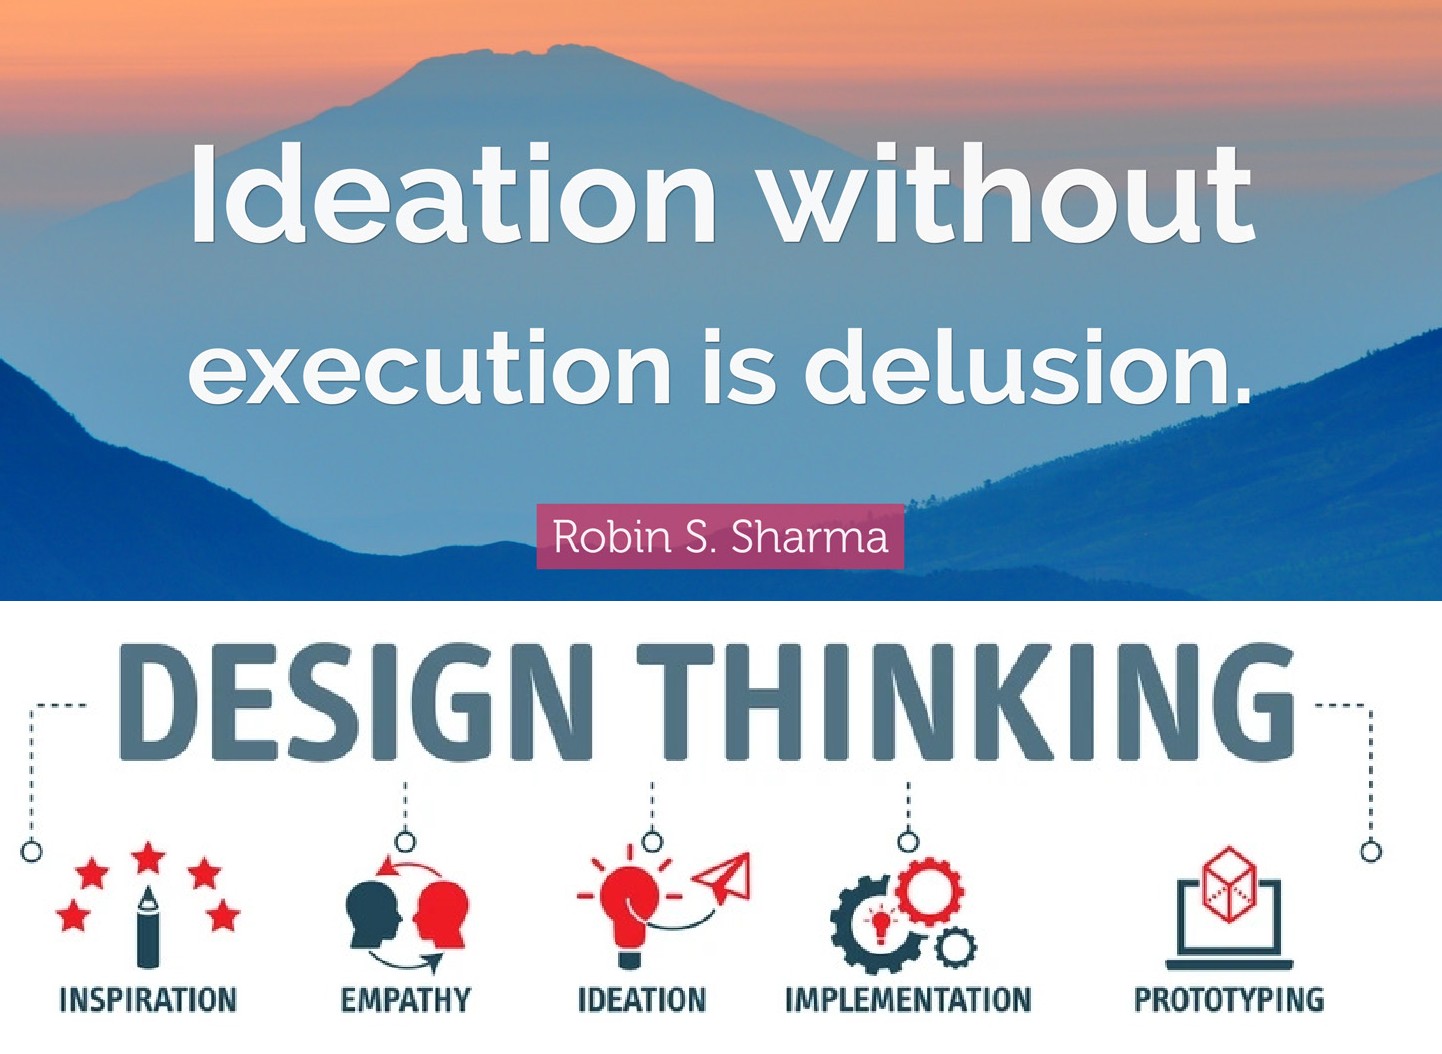 Ideation without
execution is delusion.
Robin S. Sharma
DESIGN THINKING
INSPIRATION
EMPATHY
IDEATION
IMPLEMENTATION
PROTOTYPING